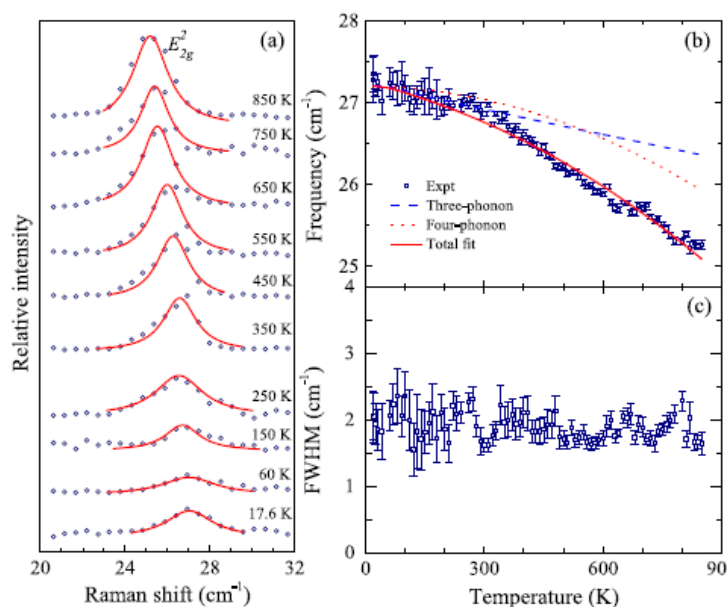 (a)
E²₂g
850 K
750 K
650 K
550 K
450 K
350 K
250 K
150 K
60 K
17.6 K
Relative intensity
20 24 28 32
Raman shift (cm⁻¹)
(b)
28
27
26
25
Frequency (cm⁻¹)
Expt
Three-phonon
Four-phonon
Total fit
(c)
4
3
2
1
0
FWHM (cm⁻¹)
0 300 600 90
Temperature (K)